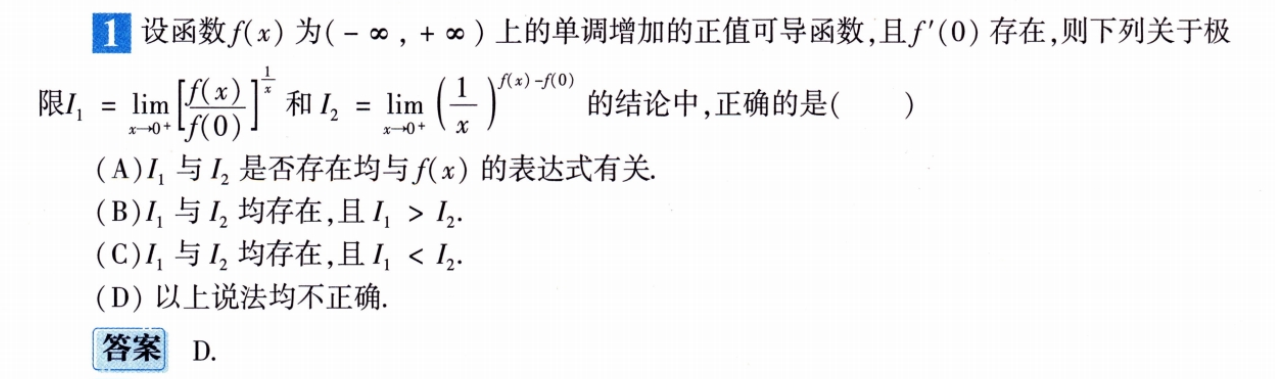 1 设函数f(x) 为(-∞,+∞) 上的单调增加的正值可导函数,且f′(0) 存在,则下列关于极
限I₁ = lim_{x→0⁺} [f(x)/f(0)]^{1/x} 和 I₂ = lim_{x→0⁺} (1/x)^{f(x)-f(0)} 的结论中,正确的是(  )
(A)I₁ 与 I₂ 是否存在均与f(x) 的表达式有关.
(B)I₁ 与 I₂ 均存在,且 I₁ > I₂.
(C)I₁ 与 I₂ 均存在,且 I₁ < I₂.
(D) 以上说法均不正确.
答案 D.